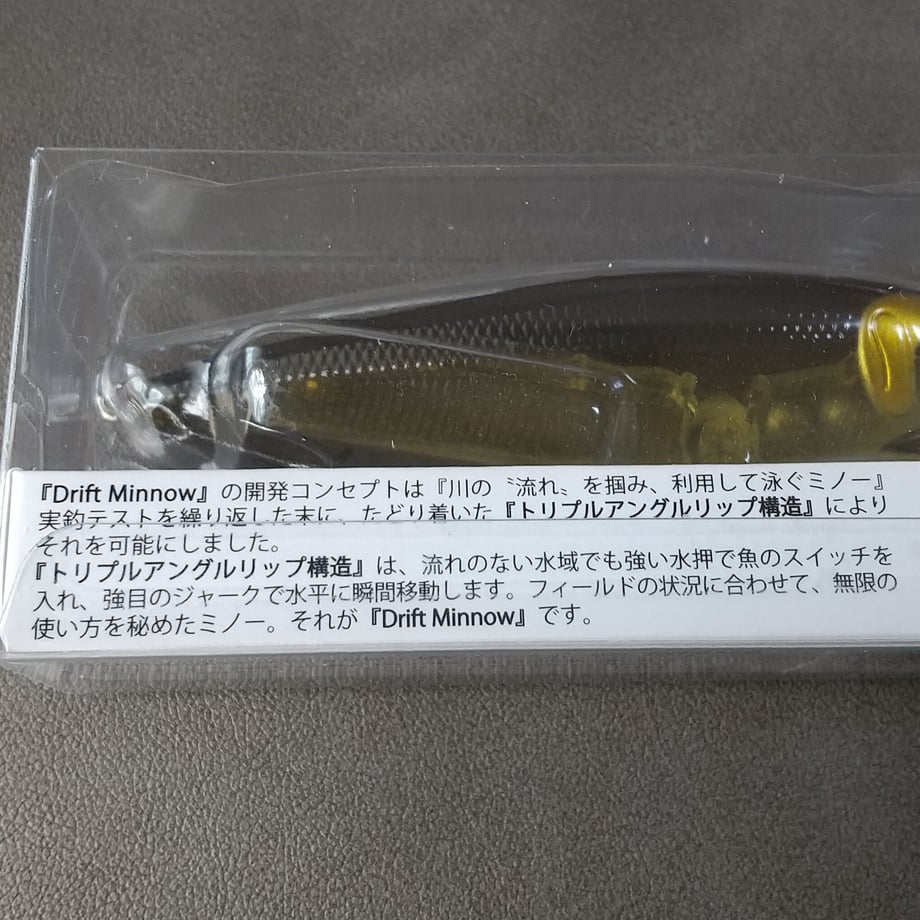 『Drift Minnow』の開発コンセプトは『川の〝流れ〟を掴み、利用して泳ぐミノー』
実釣テストを繰り返した末に、たどり着いた『トリプルアングルリップ構造』により
それを可能にしました。
『トリプルアングルリップ構造』は、流れのない水域でも強い水押で魚のスイッチを
入れ、強目のジャークで水平に瞬間移動します。フィールドの状況に合わせて、無限の
使い方を秘めたミノー。それが『Drift Minnow』です。